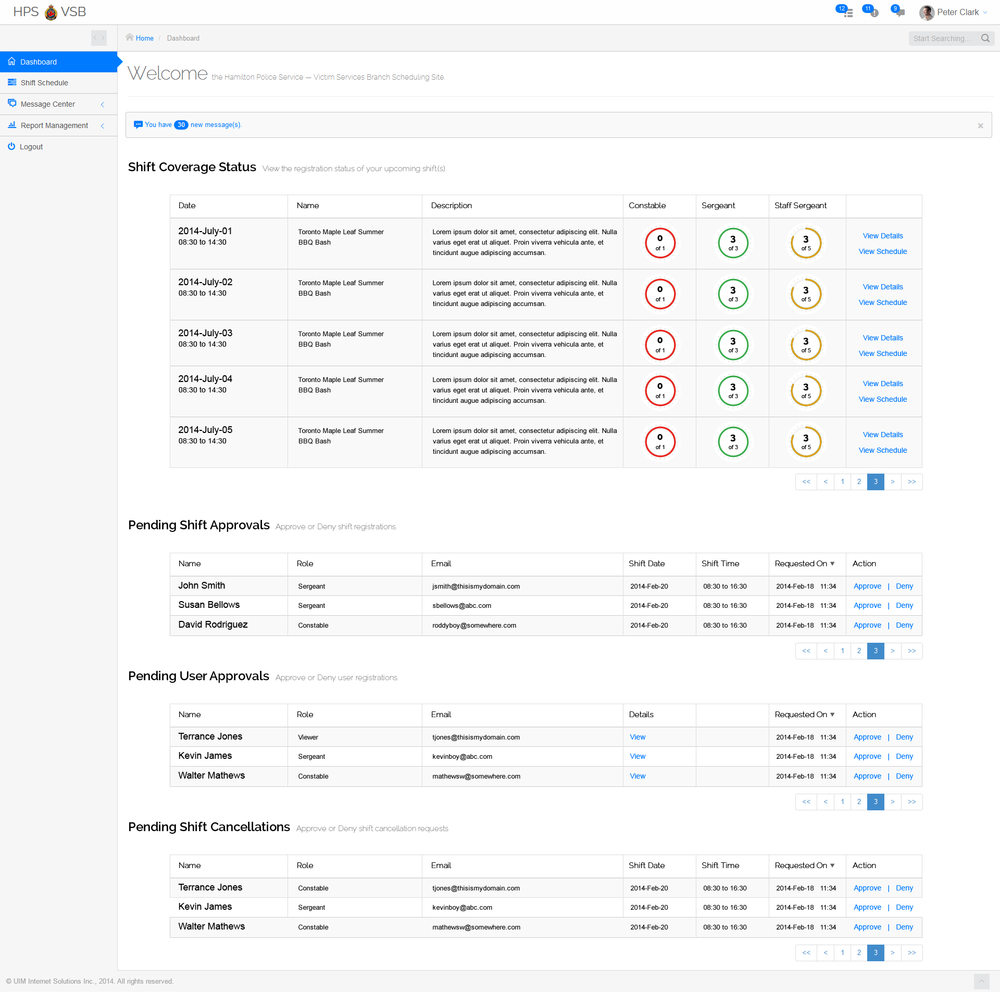 HPS VSB
12 11 9 Peter Clark
Home / Dashboard
Start Searching...
Dashboard
Shift Schedule
Message Center
Report Management
Logout
Welcome the Hamilton Police Service — Victim Services Branch Scheduling Site.
You have 30 new message(s). ×
Shift Coverage Status View the registration status of your upcoming shift(s).
Date Name Description Constable Sergeant Staff Sergeant
2014-July-01
08:30 to 14:30
Toronto Maple Leaf Summer
BBQ Bash
Lorem ipsum dolor sit amet, consectetur adipiscing elit. Nulla
varius eget erat ut aliquet. Proin viverra vehicula ante, et
tincidunt augue adipiscing accumsan.
0
of 1
3
of 3
3
of 5
View Details
View Schedule
2014-July-02
08:30 to 14:30
Toronto Maple Leaf Summer
BBQ Bash
Lorem ipsum dolor sit amet, consectetur adipiscing elit. Nulla
varius eget erat ut aliquet. Proin viverra vehicula ante, et
tincidunt augue adipiscing accumsan.
0
of 1
3
of 3
3
of 5
View Details
View Schedule
2014-July-03
08:30 to 14:30
Toronto Maple Leaf Summer
BBQ Bash
Lorem ipsum dolor sit amet, consectetur adipiscing elit. Nulla
varius eget erat ut aliquet. Proin viverra vehicula ante, et
tincidunt augue adipiscing accumsan.
0
of 1
3
of 3
3
of 5
View Details
View Schedule
2014-July-04
08:30 to 14:30
Toronto Maple Leaf Summer
BBQ Bash
Lorem ipsum dolor sit amet, consectetur adipiscing elit. Nulla
varius eget erat ut aliquet. Proin viverra vehicula ante, et
tincidunt augue adipiscing accumsan.
0
of 1
3
of 3
3
of 5
View Details
View Schedule
2014-July-05
08:30 to 14:30
Toronto Maple Leaf Summer
BBQ Bash
Lorem ipsum dolor sit amet, consectetur adipiscing elit. Nulla
varius eget erat ut aliquet. Proin viverra vehicula ante, et
tincidunt augue adipiscing accumsan.
0
of 1
3
of 3
3
of 5
View Details
View Schedule
<< < 1 2 3 > >>
Pending Shift Approvals Approve or Deny shift registrations.
Name Role Email Shift Date Shift Time Requested On ▼ Action
John Smith Sergeant jsmith@thisismydomain.com 2014-Feb-20 08:30 to 16:30 2014-Feb-18 11:34 Approve | Deny
Susan Bellows Sergeant sbellows@abc.com 2014-Feb-20 08:30 to 16:30 2014-Feb-18 11:34 Approve | Deny
David Rodriguez Constable roddyboy@somewhere.com 2014-Feb-20 08:30 to 16:30 2014-Feb-18 11:34 Approve | Deny
<< < 1 2 3 > >>
Pending User Approvals Approve or Deny user registrations.
Name Role Email Details Requested On ▼ Action
Terrance Jones Viewer tjones@thisismydomain.com View 2014-Feb-18 11:34 Approve | Deny
Kevin James Sergeant kevinboy@abc.com View 2014-Feb-18 11:34 Approve | Deny
Walter Mathews Constable mathewsw@somewhere.com View 2014-Feb-18 11:34 Approve | Deny
<< < 1 2 3 > >>
Pending Shift Cancellations Approve or Deny shift cancellation requests
Name Role Email Shift Date Shift Time Requested On ▼ Action
Terrance Jones Constable tjones@thisismydomain.com 2014-Feb-20 08:30 to 16:30 2014-Feb-18 11:34 Approve | Deny
Kevin James Sergeant kevinboy@abc.com 2014-Feb-20 08:30 to 16:30 2014-Feb-18 11:34 Approve | Deny
Walter Mathews Constable mathewsw@somewhere.com 2014-Feb-20 08:30 to 16:30 2014-Feb-18 11:34 Approve | Deny
<< < 1 2 3 > >>
© UIM Internet Solutions Inc., 2014. All rights reserved.